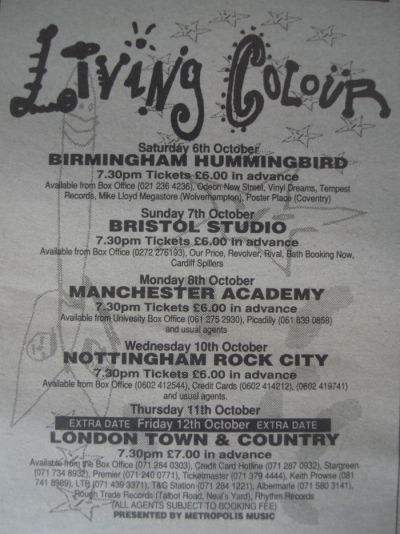 LIVING COLOUR
Saturday 6th October
BIRMINGHAM HUMMINGBIRD
7.30pm Tickets £6.00 in advance
Available from Box Office (021 236 4236), Odeon New Street, Vinyl Dreams, Tempest
Records, Mike Lloyd Megastore (Wolverhampton), Poster Place (Coventry)
Sunday 7th October
BRISTOL STUDIO
7.30pm Tickets £6.00 in advance
Available from Box Office (0272 276193), Our Price, Revolver, Rival, Bath Booking Now,
Cardiff Spillers
Monday 8th October
MANCHESTER ACADEMY
7.30pm Tickets £6.00 in advance
Available from Univesity Box Office (061 275 2930), Picadilly (061 839 0858)
and usual agents
Wednesday 10th October
NOTTINGHAM ROCK CITY
7.30pm Tickets £6.00 in advance
Available from Box Office (0602 412544), Credit Cards (0602 414212), (0602 419741)
and usual agents.
Thursday 11th October
EXTRA DATE Friday 12th October EXTRA DATE
LONDON TOWN & COUNTRY
7.30pm £7.00 in advance
Available from the Box Office (071 284 0303), Credit Card Hotline (071 287 0932), Stargreen
(071 734 8932), Premier (071 240 0771), Ticketmaster (071 379 4444), Keith Prowse (081
741 8989), LTB (071 439 3371), T&C Station (071 284 1221), Albermarle (071 580 3141),
Rough Trade Records (Talbot Road, Neal's Yard), Rhythm Records
(ALL AGENTS SUBJECT TO BOOKING FEE)
PRESENTED BY METROPOLIS MUSIC